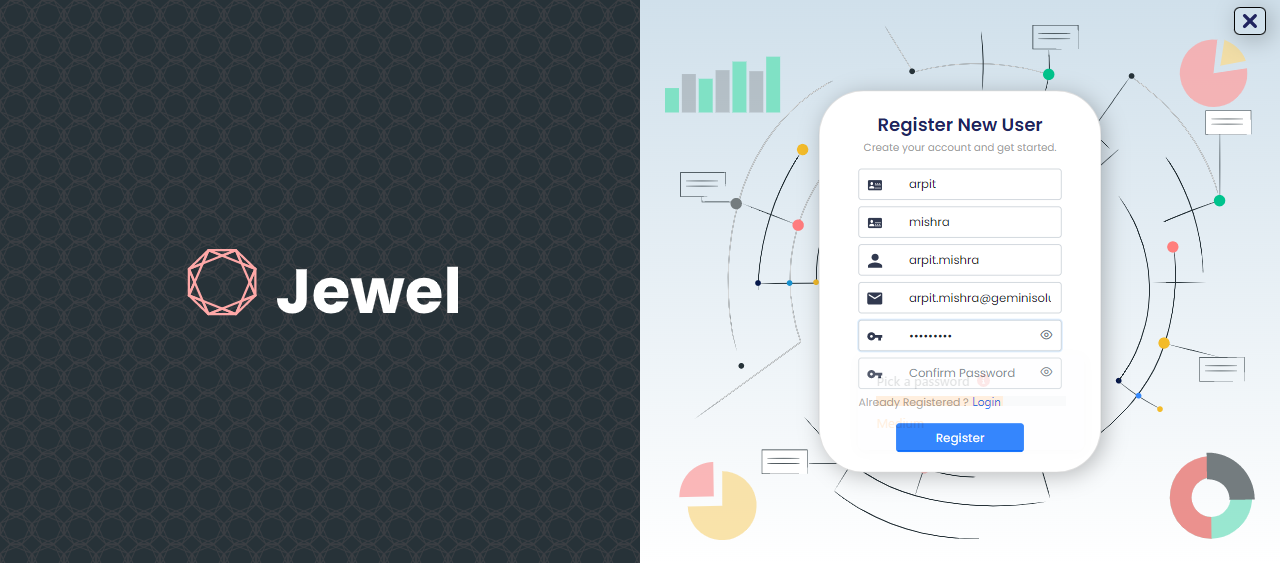 Jewel
Register New User
Create your account and get started.
arpit
mishra
arpit.mishra
arpit.mishra@geminisolu
•••••••••
Confirm Password
Pick a password
Already Registered ? Login
Medium
Register